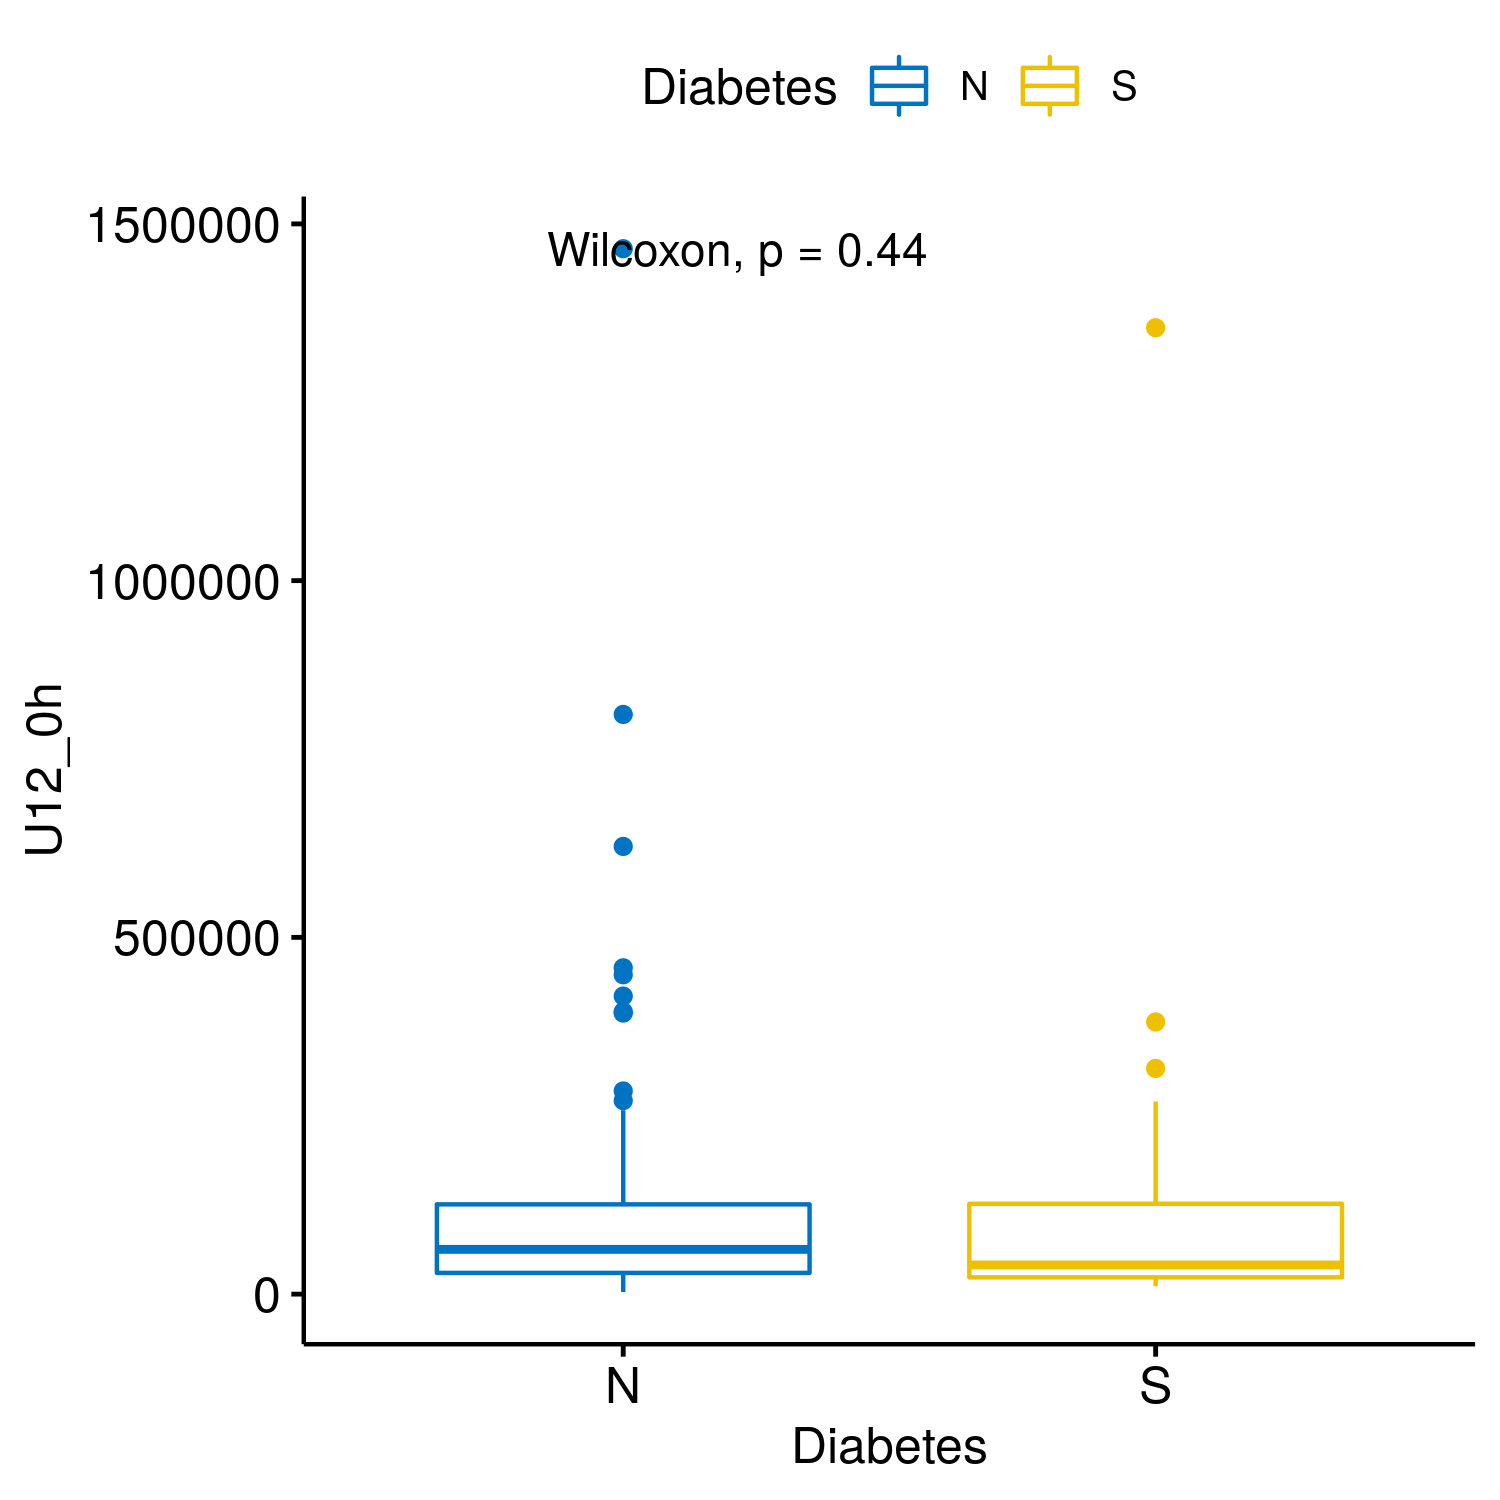 Diabetes N S
1500000
Wilcoxon, p = 0.44
1000000
500000
0
U12_0h
N S
Diabetes